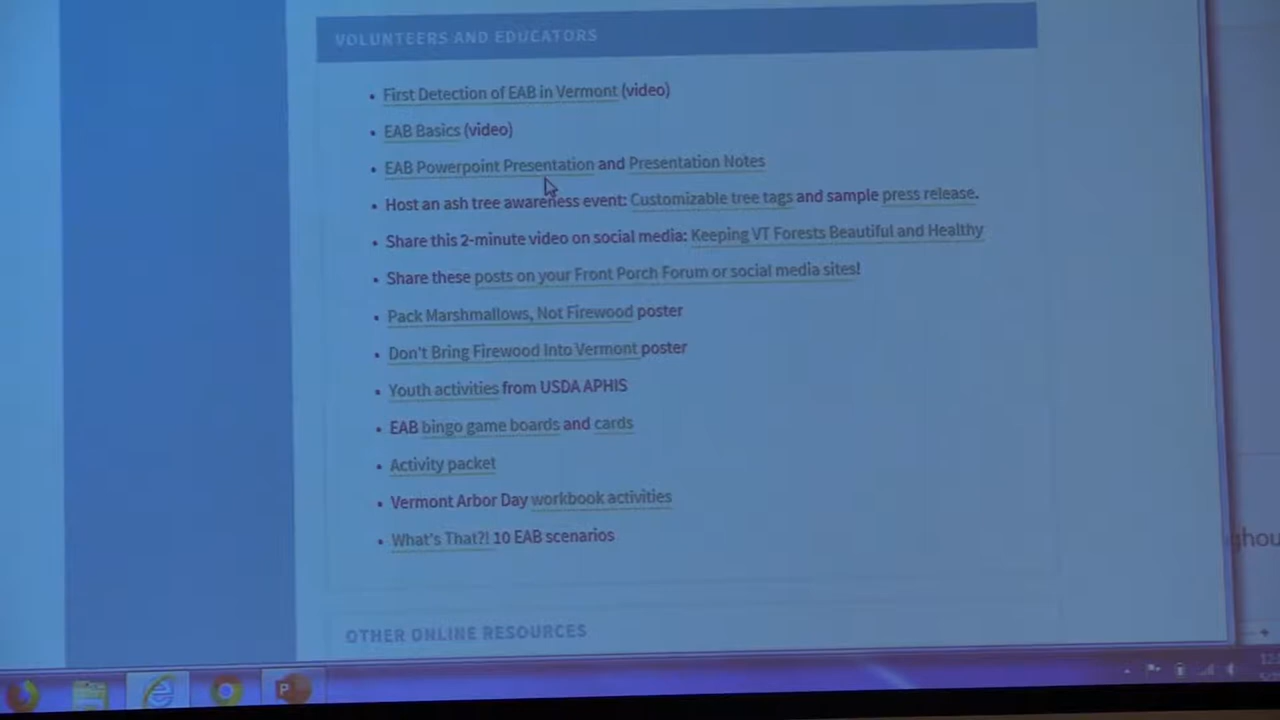 VOLUNTEERS AND EDUCATORS
• First Detection of EAB in Vermont (video)
• EAB Basics (video)
• EAB Powerpoint Presentation and Presentation Notes
• Host an ash tree awareness event: Customizable tree tags and sample press release.
• Share this 2-minute video on social media: Keeping VT Forests Beautiful and Healthy
• Share these posts on your Front Porch Forum or social media sites!
• Pack Marshmallows, Not Firewood poster
• Don't Bring Firewood Into Vermont poster
• Youth activities from USDA APHIS
• EAB bingo game boards and cards
• Activity packet
• Vermont Arbor Day workbook activities
• What's That?! 10 EAB scenarios
OTHER ONLINE RESOURCES